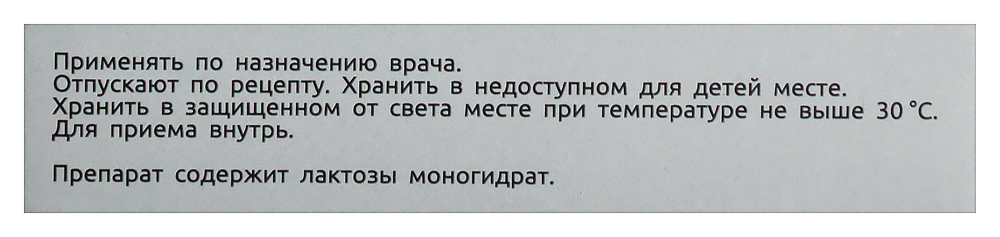 Применять по назначению врача.
Отпускают по рецепту. Хранить в недоступном для детей месте.
Хранить в защищенном от света месте при температуре не выше 30 °С.
Для приема внутрь.
Препарат содержит лактозы моногидрат.